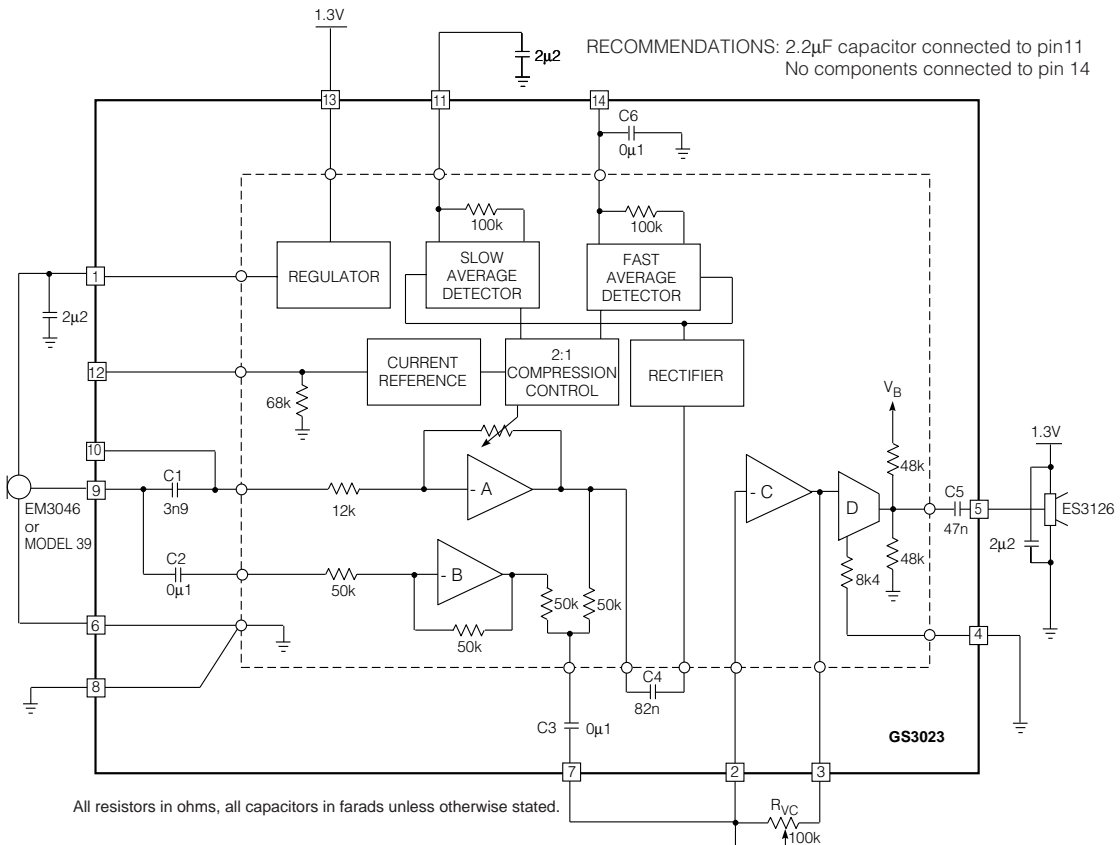 1.3V
2µ2
RECOMMENDATIONS: 2.2µF capacitor connected to pin11
No components connected to pin 14
13
11
14
C6
0µ1
100k
100k
REGULATOR
SLOW
AVERAGE
DETECTOR
FAST
AVERAGE
DETECTOR
1
2µ2
12
CURRENT
REFERENCE
2:1
COMPRESSION
CONTROL
RECTIFIER
68k
VB
1.3V
10
9
C1
3n9
12k
- A
- C
D
48k
C5
47n
5
ES3126
EM3046
or
MODEL 39
C2
0µ1
50k
- B
50k
50k
50k
8k4
48k
2µ2
6
4
8
C4
82n
C3
0µ1
GS3023
7
2
3
All resistors in ohms, all capacitors in farads unless otherwise stated.
RVC
100k